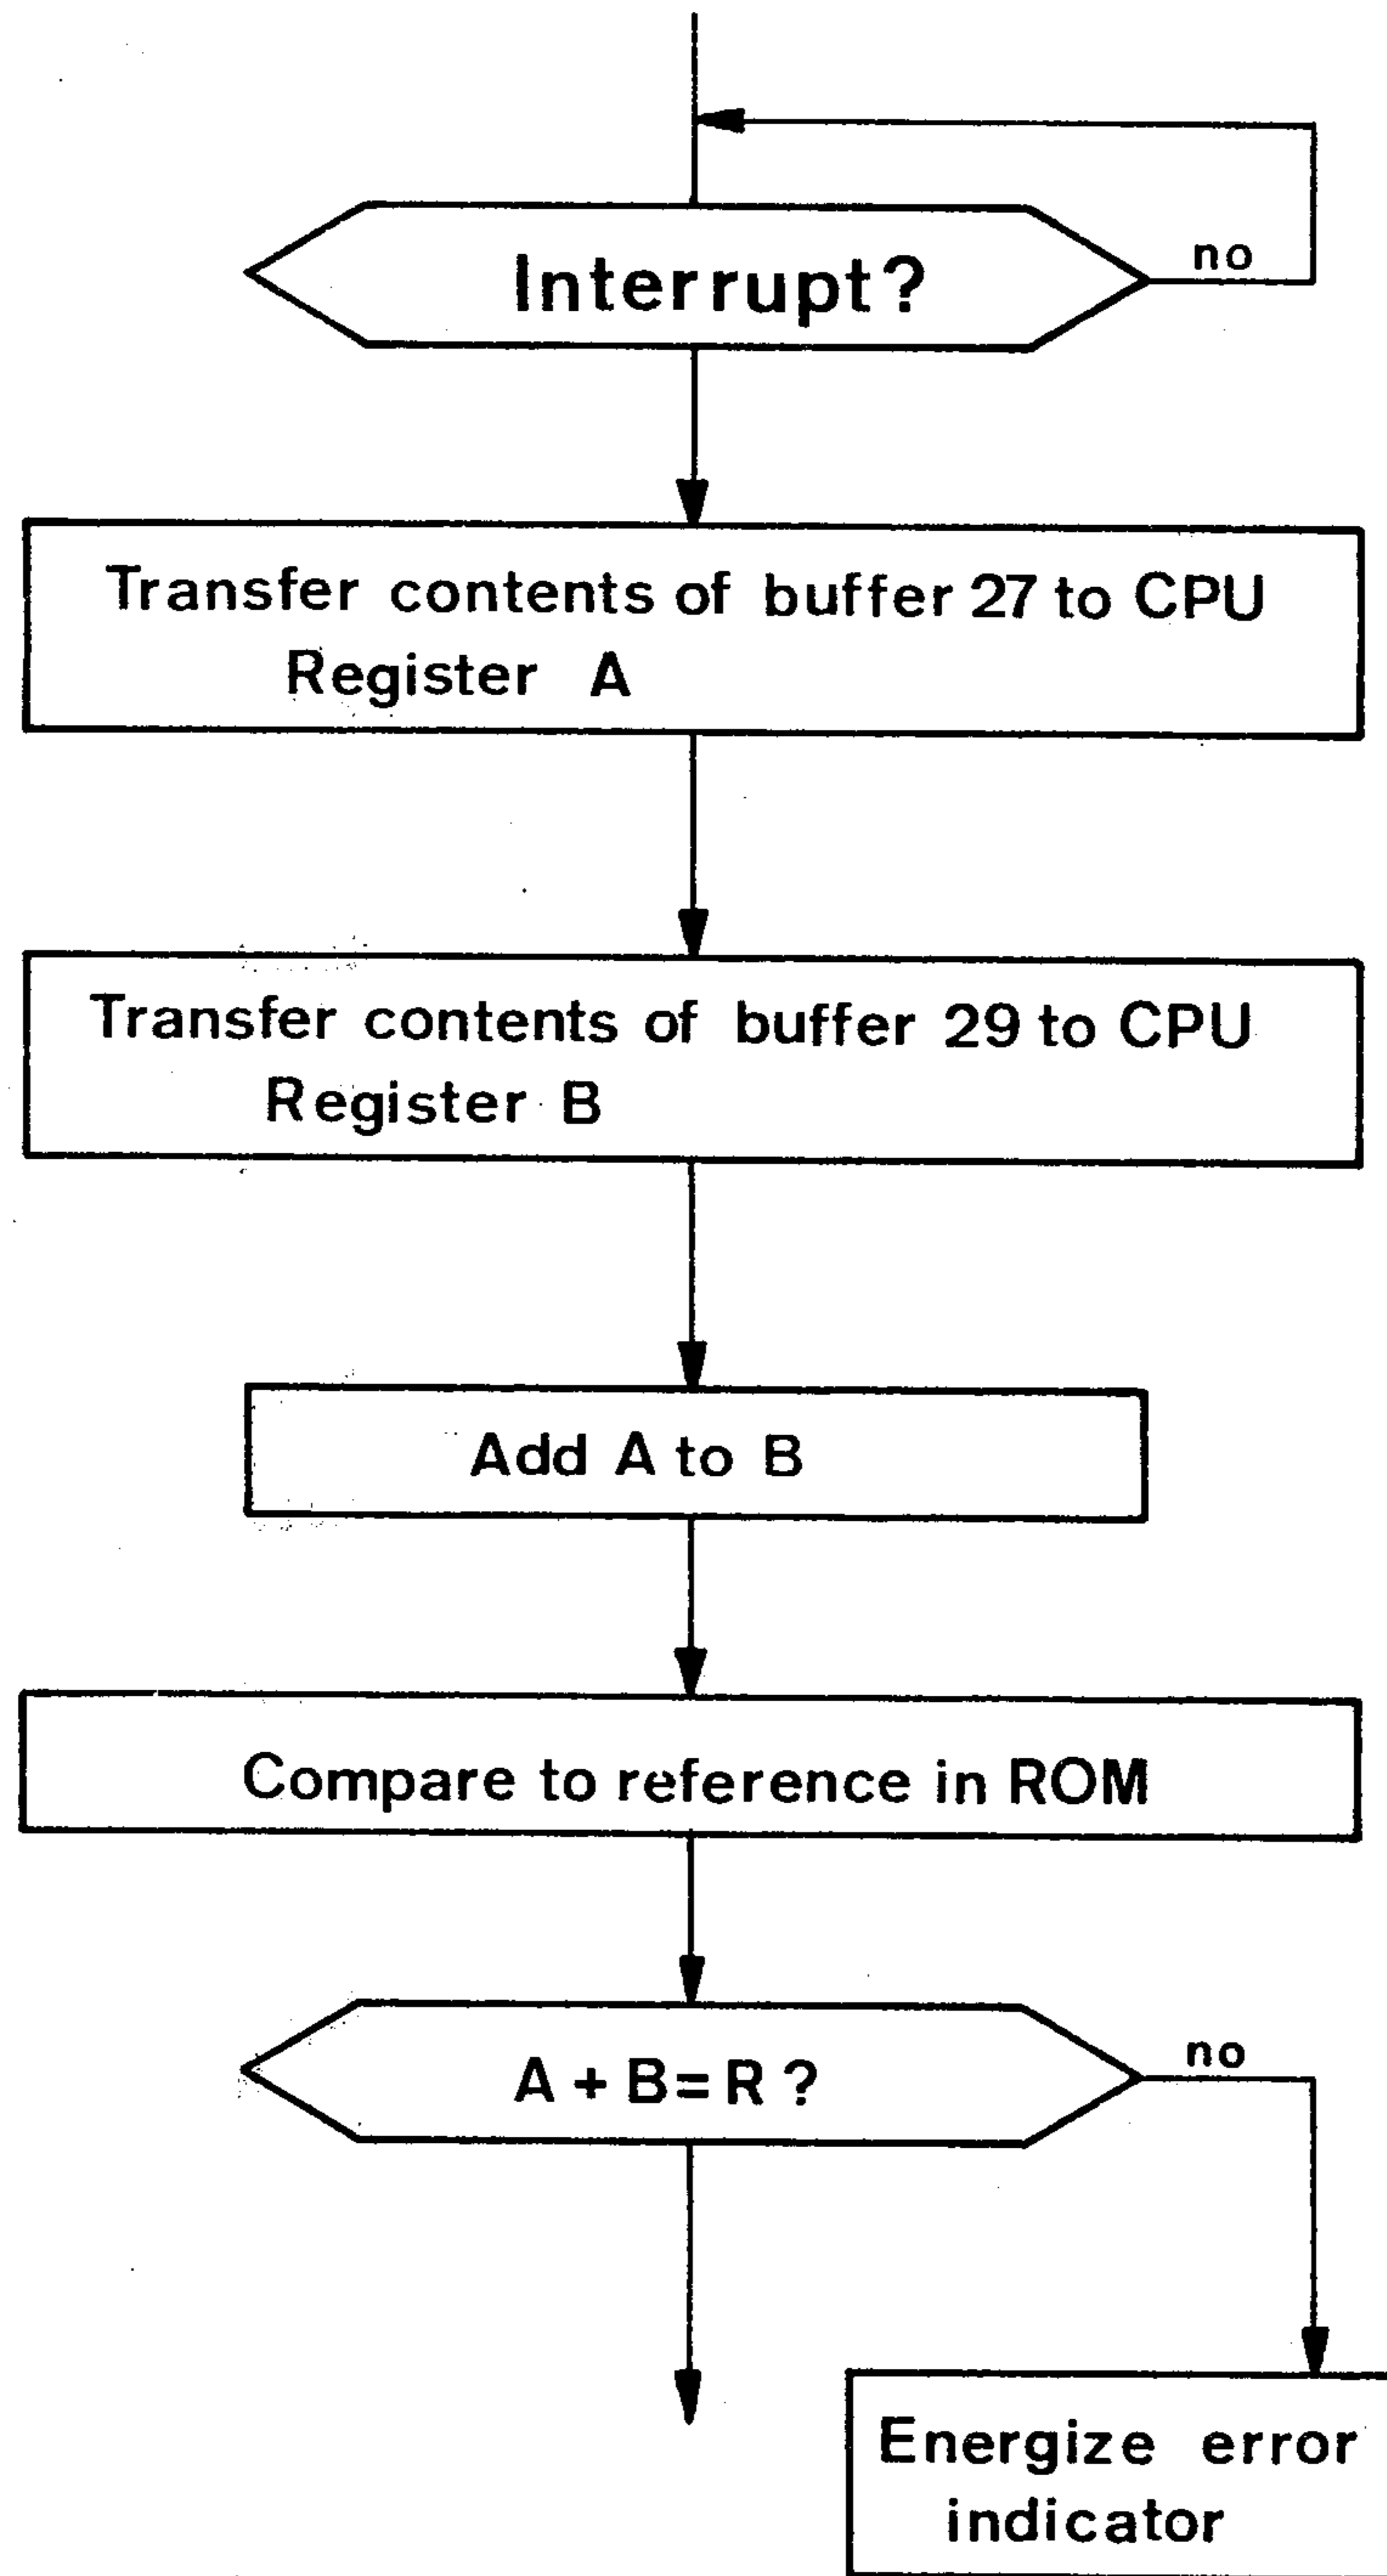 Interrupt?
no
Transfer contents of buffer 27 to CPU
Register A
Transfer contents of buffer 29 to CPU
Register B
Add A to B
Compare to reference in ROM
A + B = R ?
no
Energize error
indicator